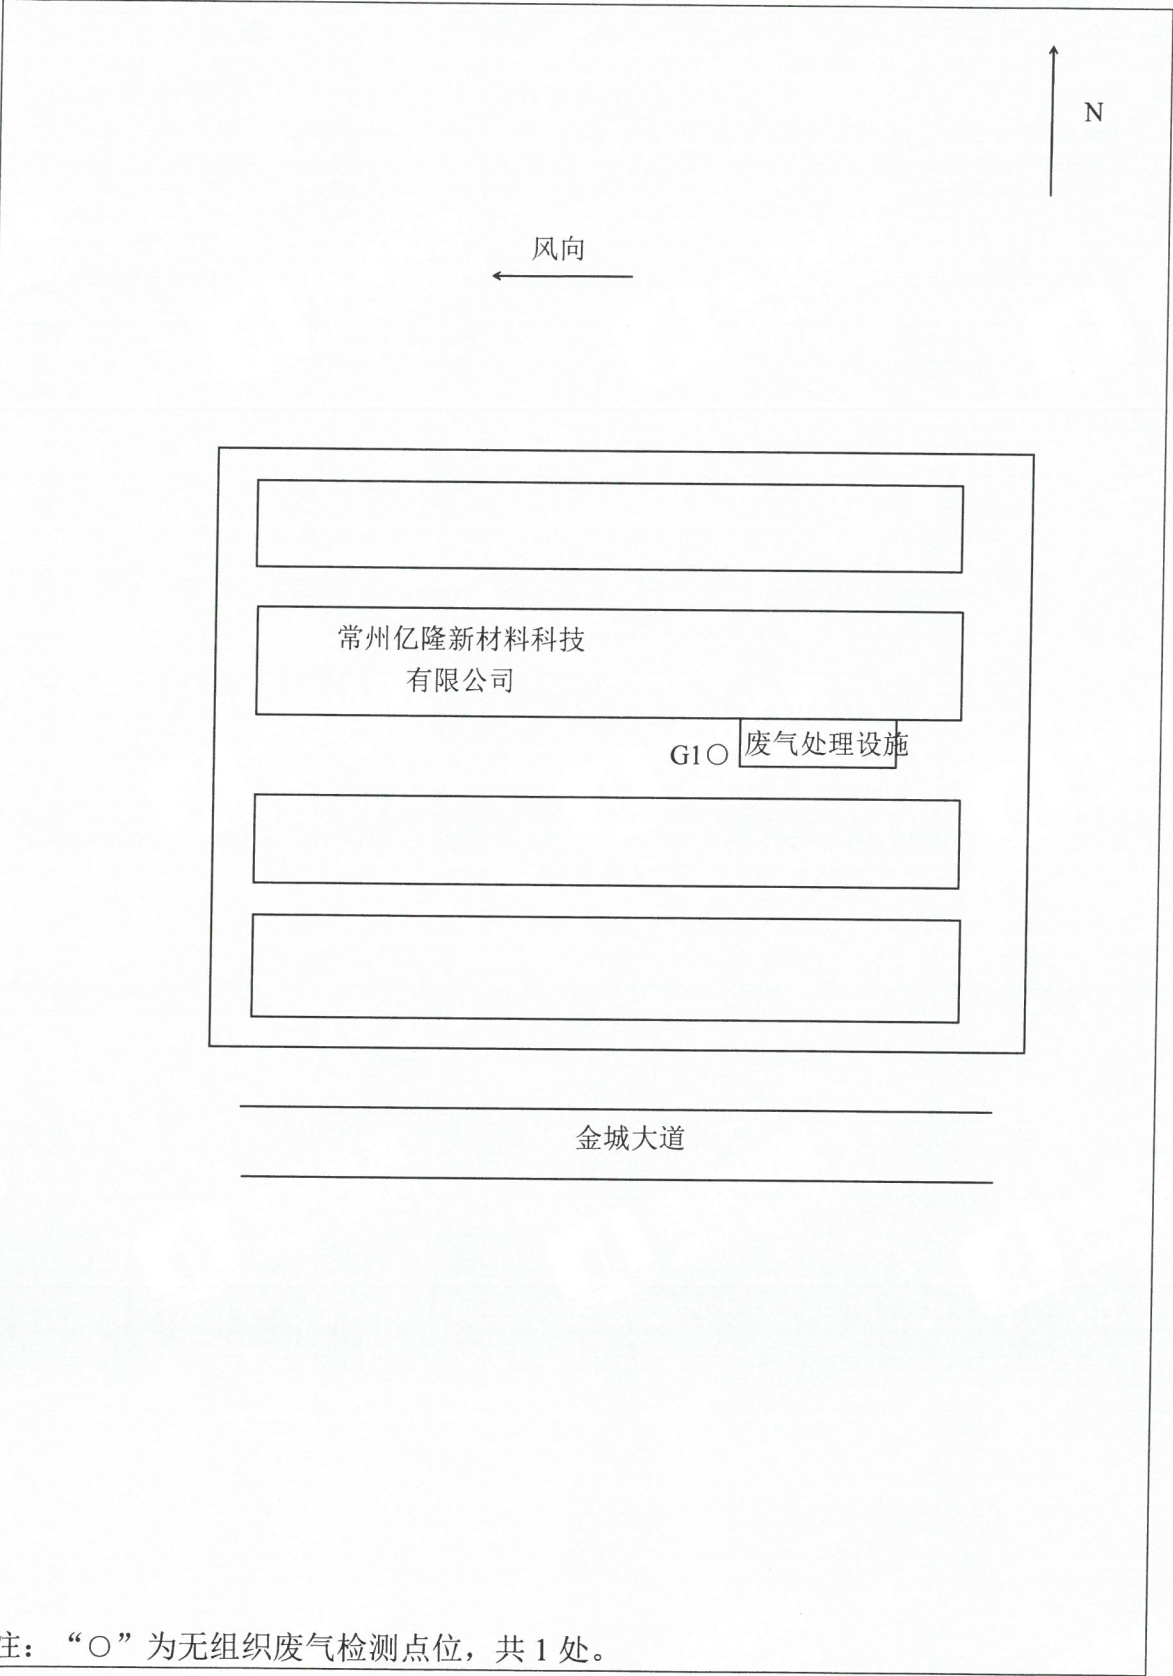 N
风向
常州亿隆新材料科技
有限公司
G1○
废气处理设施
金城大道
注：“○”为无组织废气检测点位，共1处。